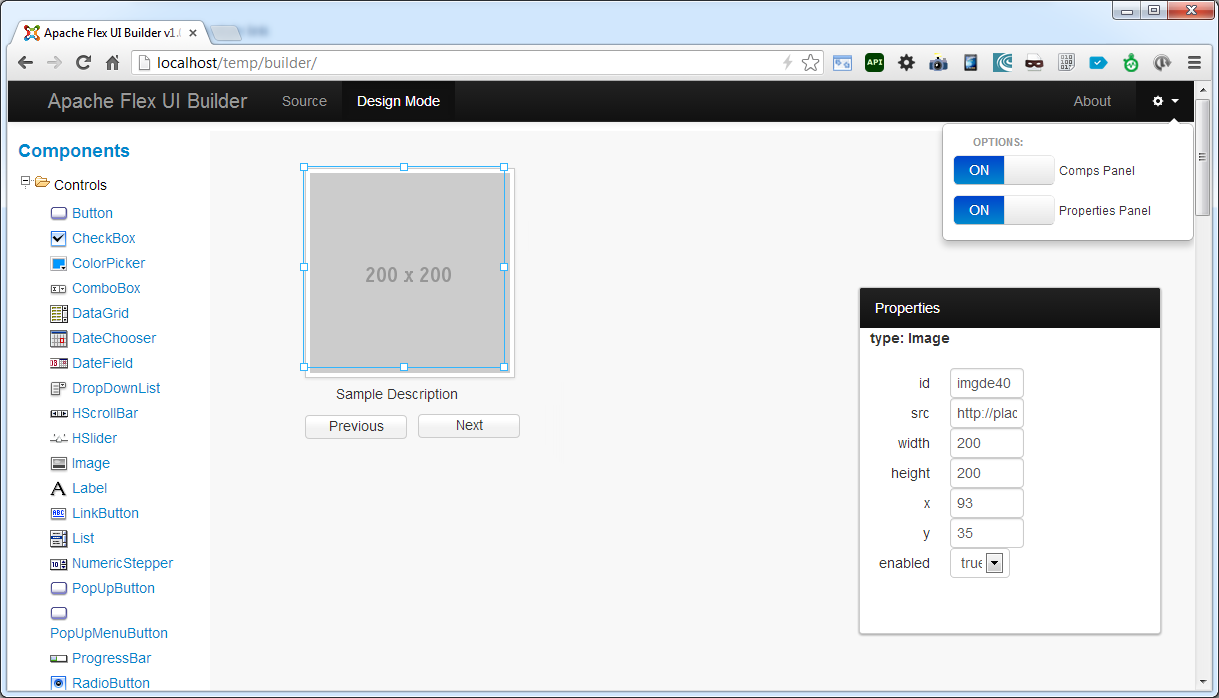 Apache Flex UI Builder v1.
localhost/temp/builder/
API
Apache Flex UI Builder
Source
Design Mode
About
OPTIONS:
ON Comps Panel
ON Properties Panel
Components
Controls
Button
CheckBox
ColorPicker
ComboBox
DataGrid
DateChooser
DateField
DropDownList
HScrollBar
HSlider
Image
Label
LinkButton
List
NumericStepper
PopUpButton
PopUpMenuButton
ProgressBar
RadioButton
200 x 200
Sample Description
Previous
Next
Properties
type: Image
id imgde40
src http://plac
width 200
height 200
x 93
y 35
enabled true